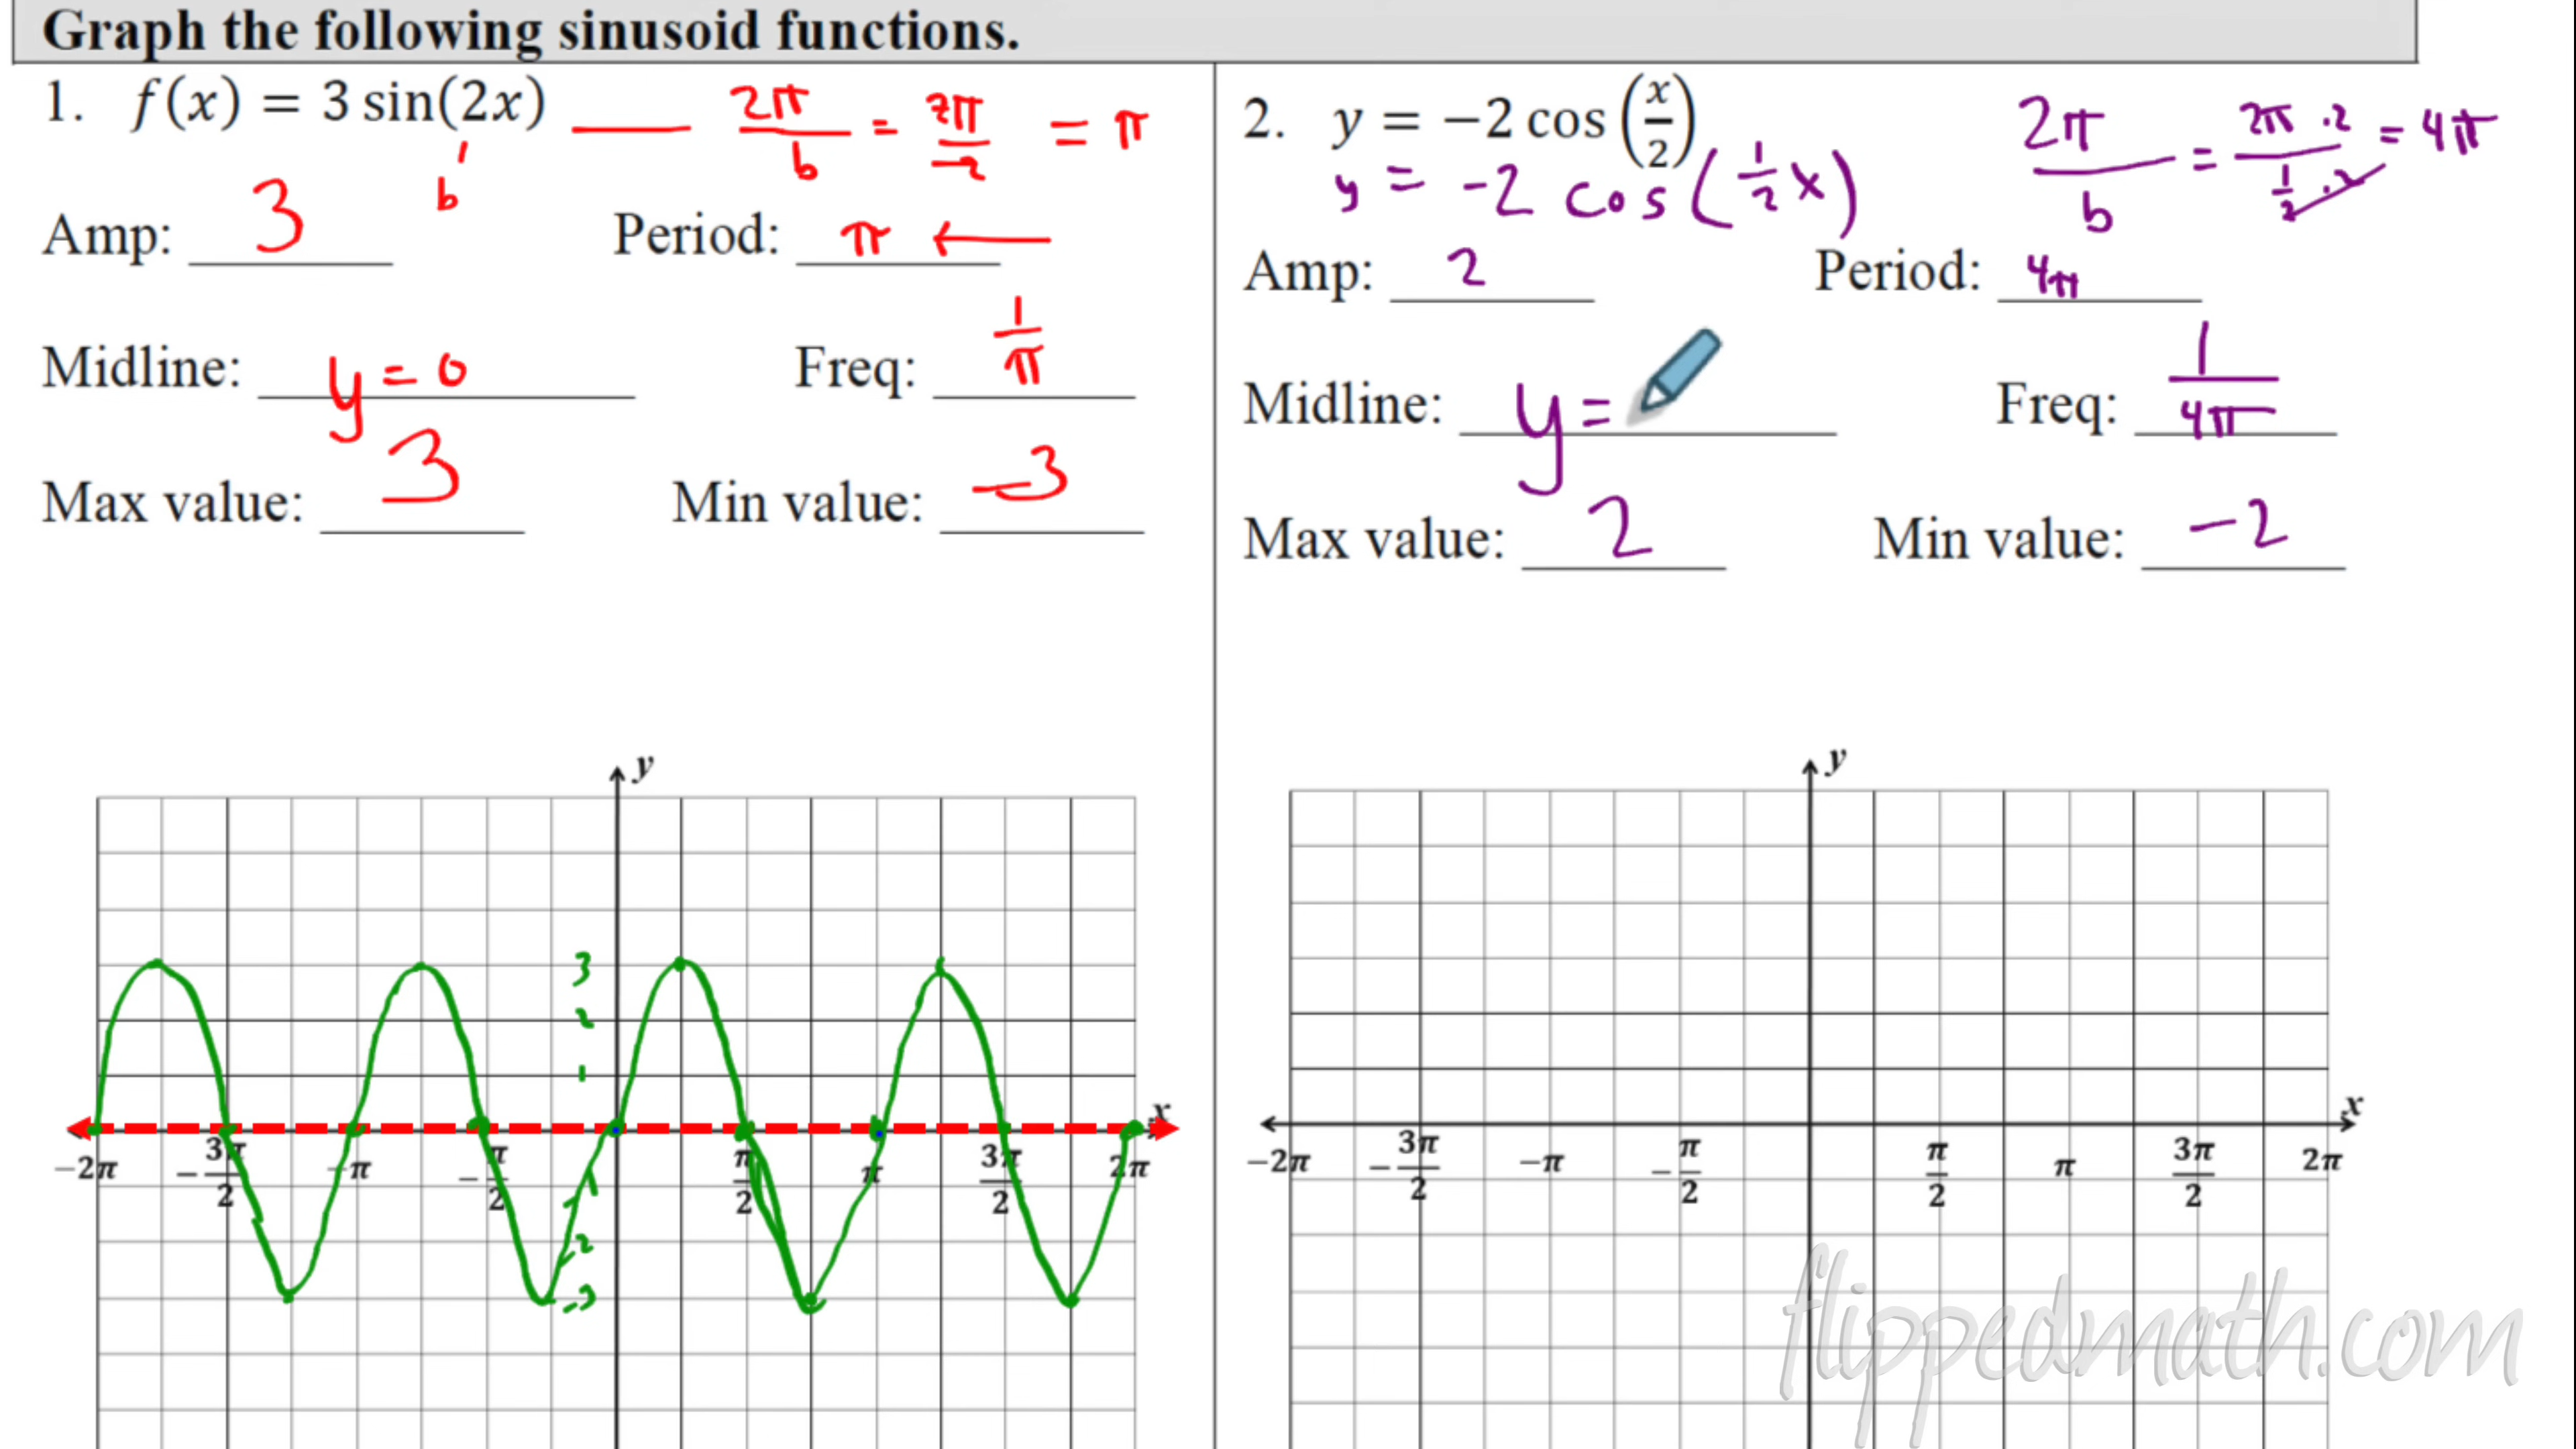 Graph the following sinusoid functions.
1. f(x) = 3 sin(2x)
2π/b = 2π/2 = π
b
Amp: 3 Period: π
Midline: y = 0 Freq: 1/π
Max value: 3 Min value: -3
y
3
2
1
x
-2π -3π/2 -π -π/2 π/2 π 3π/2 2π
-1
-2
-3
2. y = -2 cos(x/2)
2π/b = 2π·2/(1/2·2) = 4π
y = -2 cos(1/2 x)
Amp: 2 Period: 4π
Midline: y = Freq: 1/4π
Max value: 2 Min value: -2
y
x
-2π -3π/2 -π -π/2 π/2 π 3π/2 2π
flippedmath.com